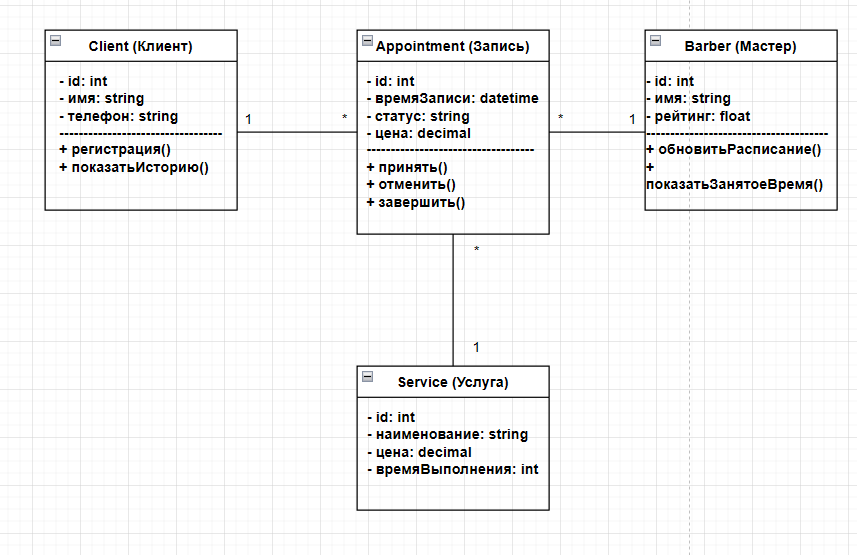 Client (Клиент)
- id: int
- имя: string
- телефон: string
----------------------------------
+ регистрация()
+ показатьИсторию()
1
*
Appointment (Запись)
- id: int
- времяЗаписи: datetime
- статус: string
- цена: decimal
-----------------------------------
+ принять()
+ отменить()
+ завершить()
*
1
Barber (Мастер)
- id: int
- имя: string
- рейтинг: float
--------------------------------------
+ обновитьРасписание()
+
показатьЗанятоеВремя()
*
1
Service (Услуга)
- id: int
- наименование: string
- цена: decimal
- времяВыполнения: int